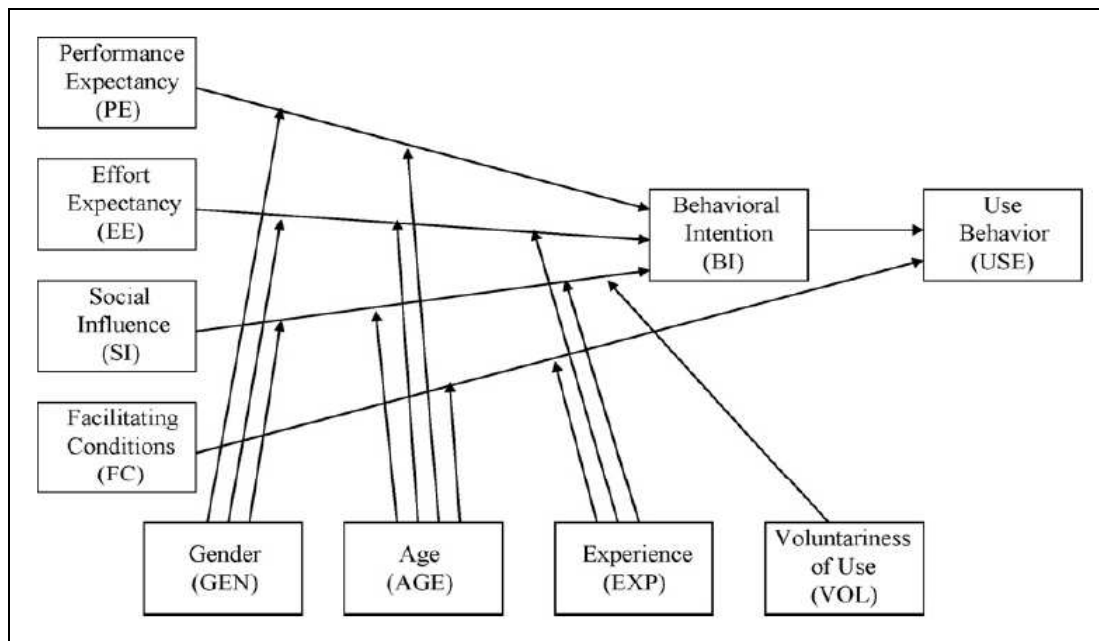 Performance
Expectancy
(PE)
Effort
Expectancy
(EE)
Social
Influence
(SI)
Facilitating
Conditions
(FC)
Behavioral
Intention
(BI)
Use
Behavior
(USE)
Gender
(GEN)
Age
(AGE)
Experience
(EXP)
Voluntariness
of Use
(VOL)